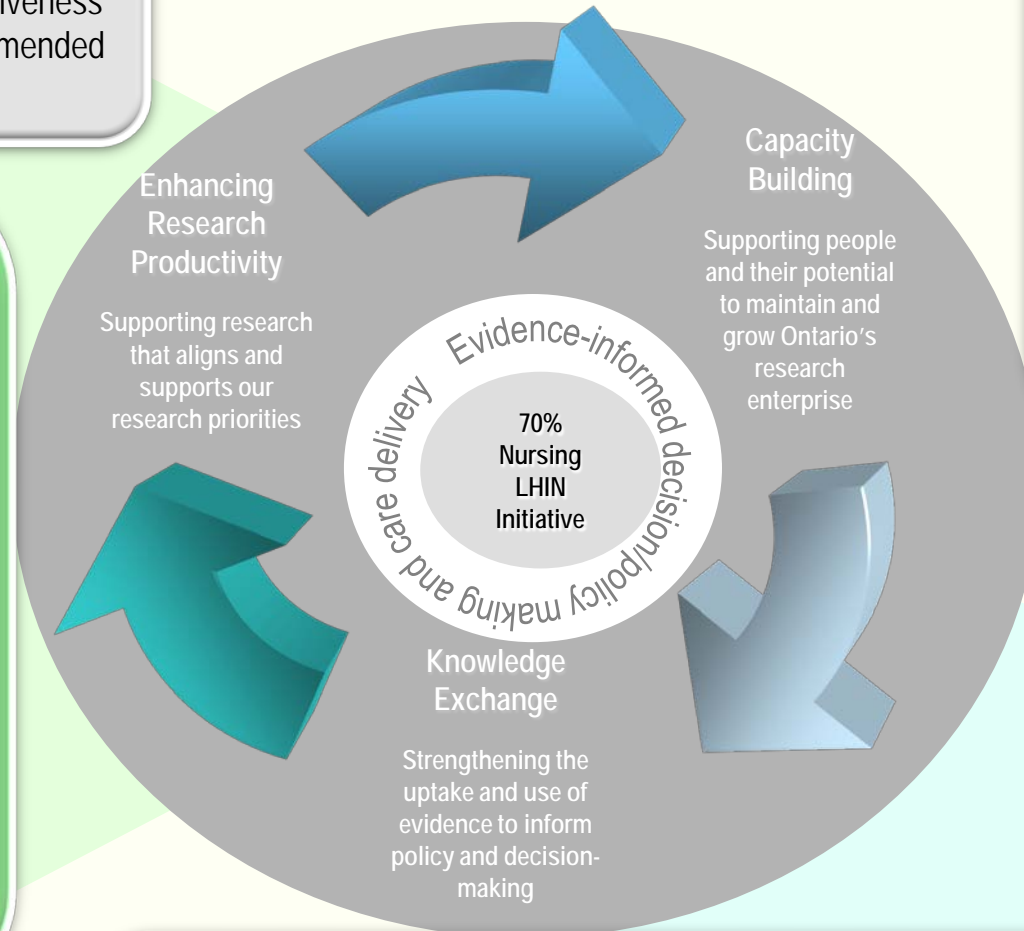 mended
Enhancing
Research
Productivity
Supporting research
that aligns and
supports our
research priorities
Capacity
Building
Supporting people
and their potential
to maintain and
grow Ontario's
research
enterprise
Evidence-informed decision/policy making and care delivery
70%
Nursing
LHIN
Initiative
Knowledge
Exchange
Strengthening the
uptake and use of
evidence to inform
policy and decision-
making